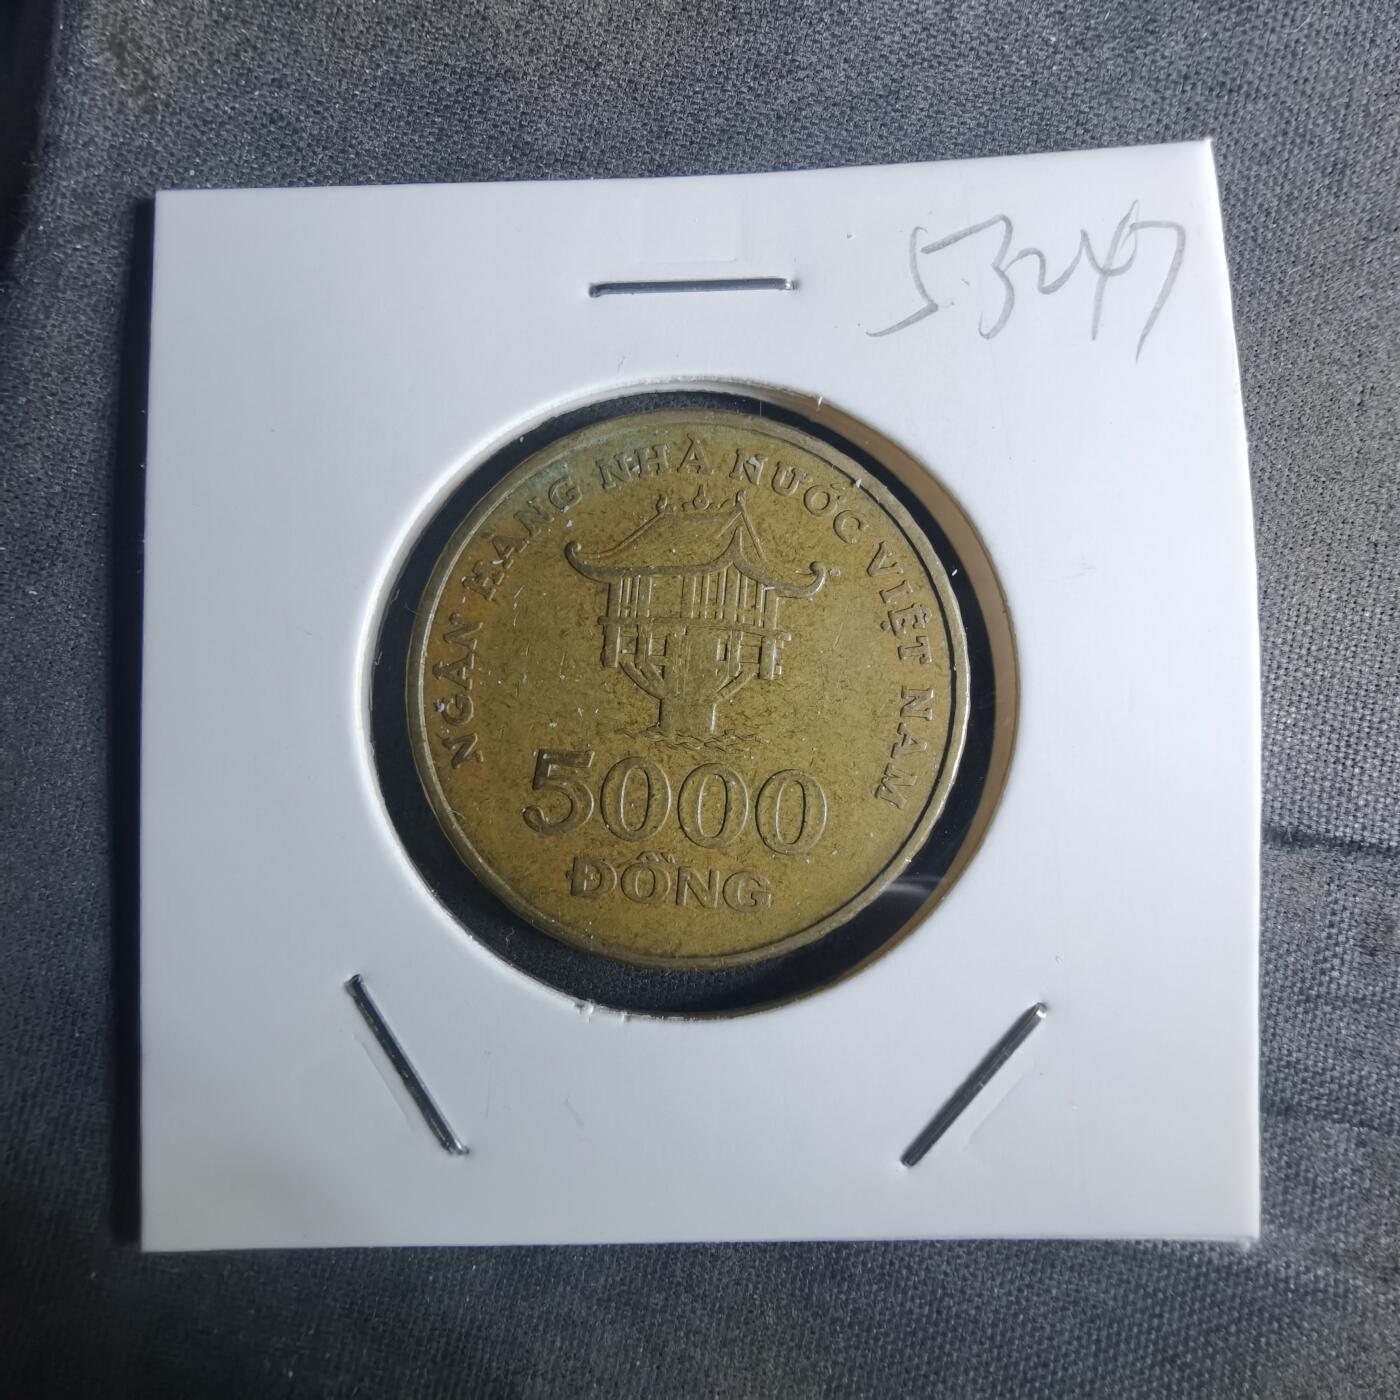 53247
NGÂN HÀNG NHÀ NƯỚC VIỆT NAM
5000
ĐỒNG